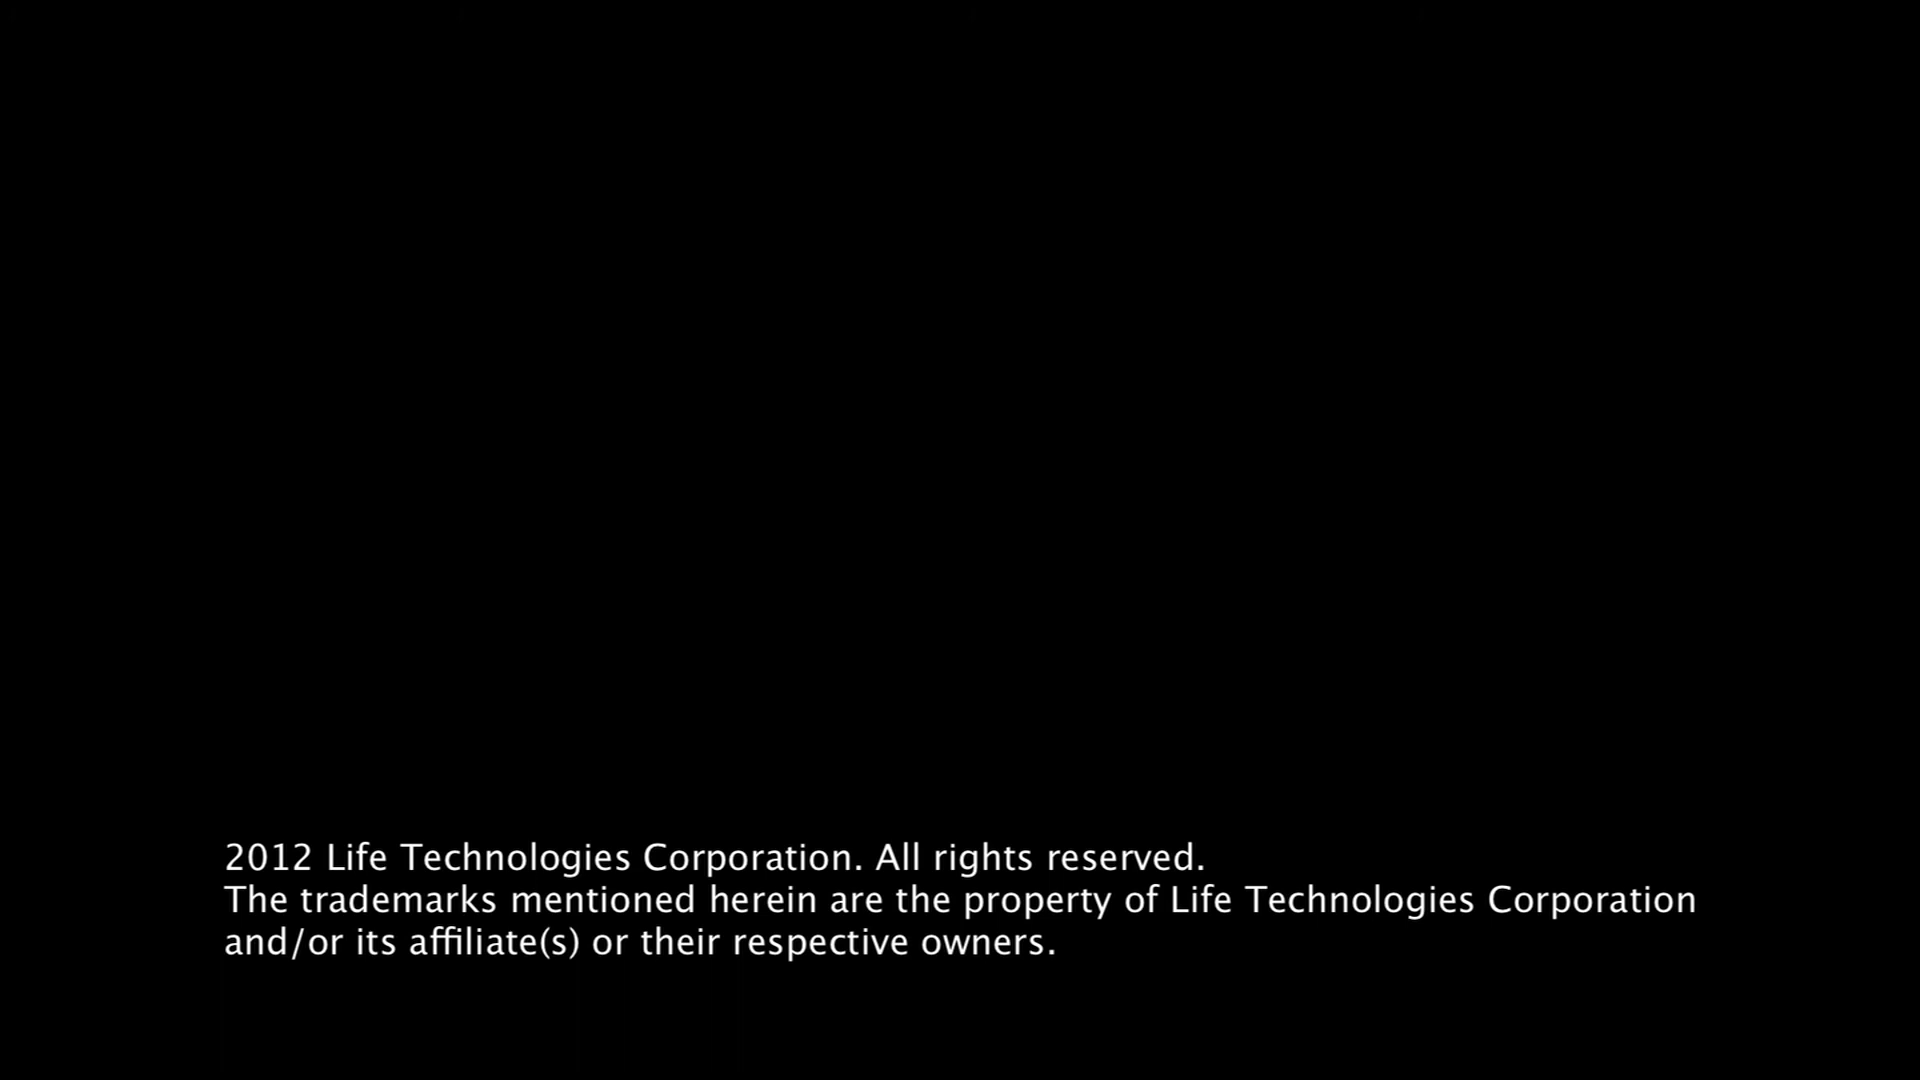 2012 Life Technologies Corporation. All rights reserved.
The trademarks mentioned herein are the property of Life Technologies Corporation
and/or its affiliate(s) or their respective owners.